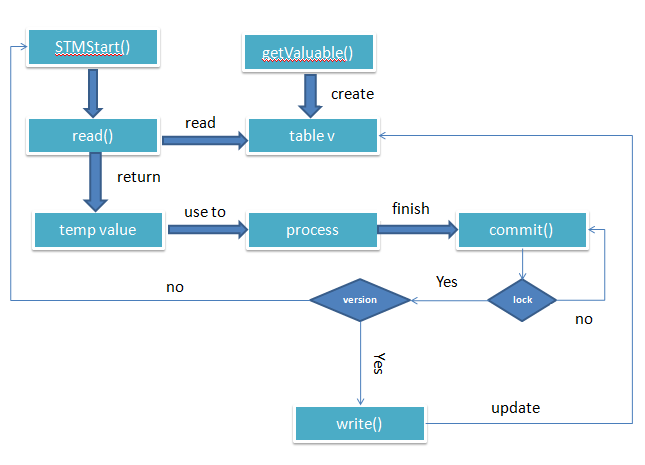 STMStart()
getValuable()
create
read()
read
table v
return
temp value
use to
process
finish
commit()
no
version
Yes
lock
no
Yes
write()
update